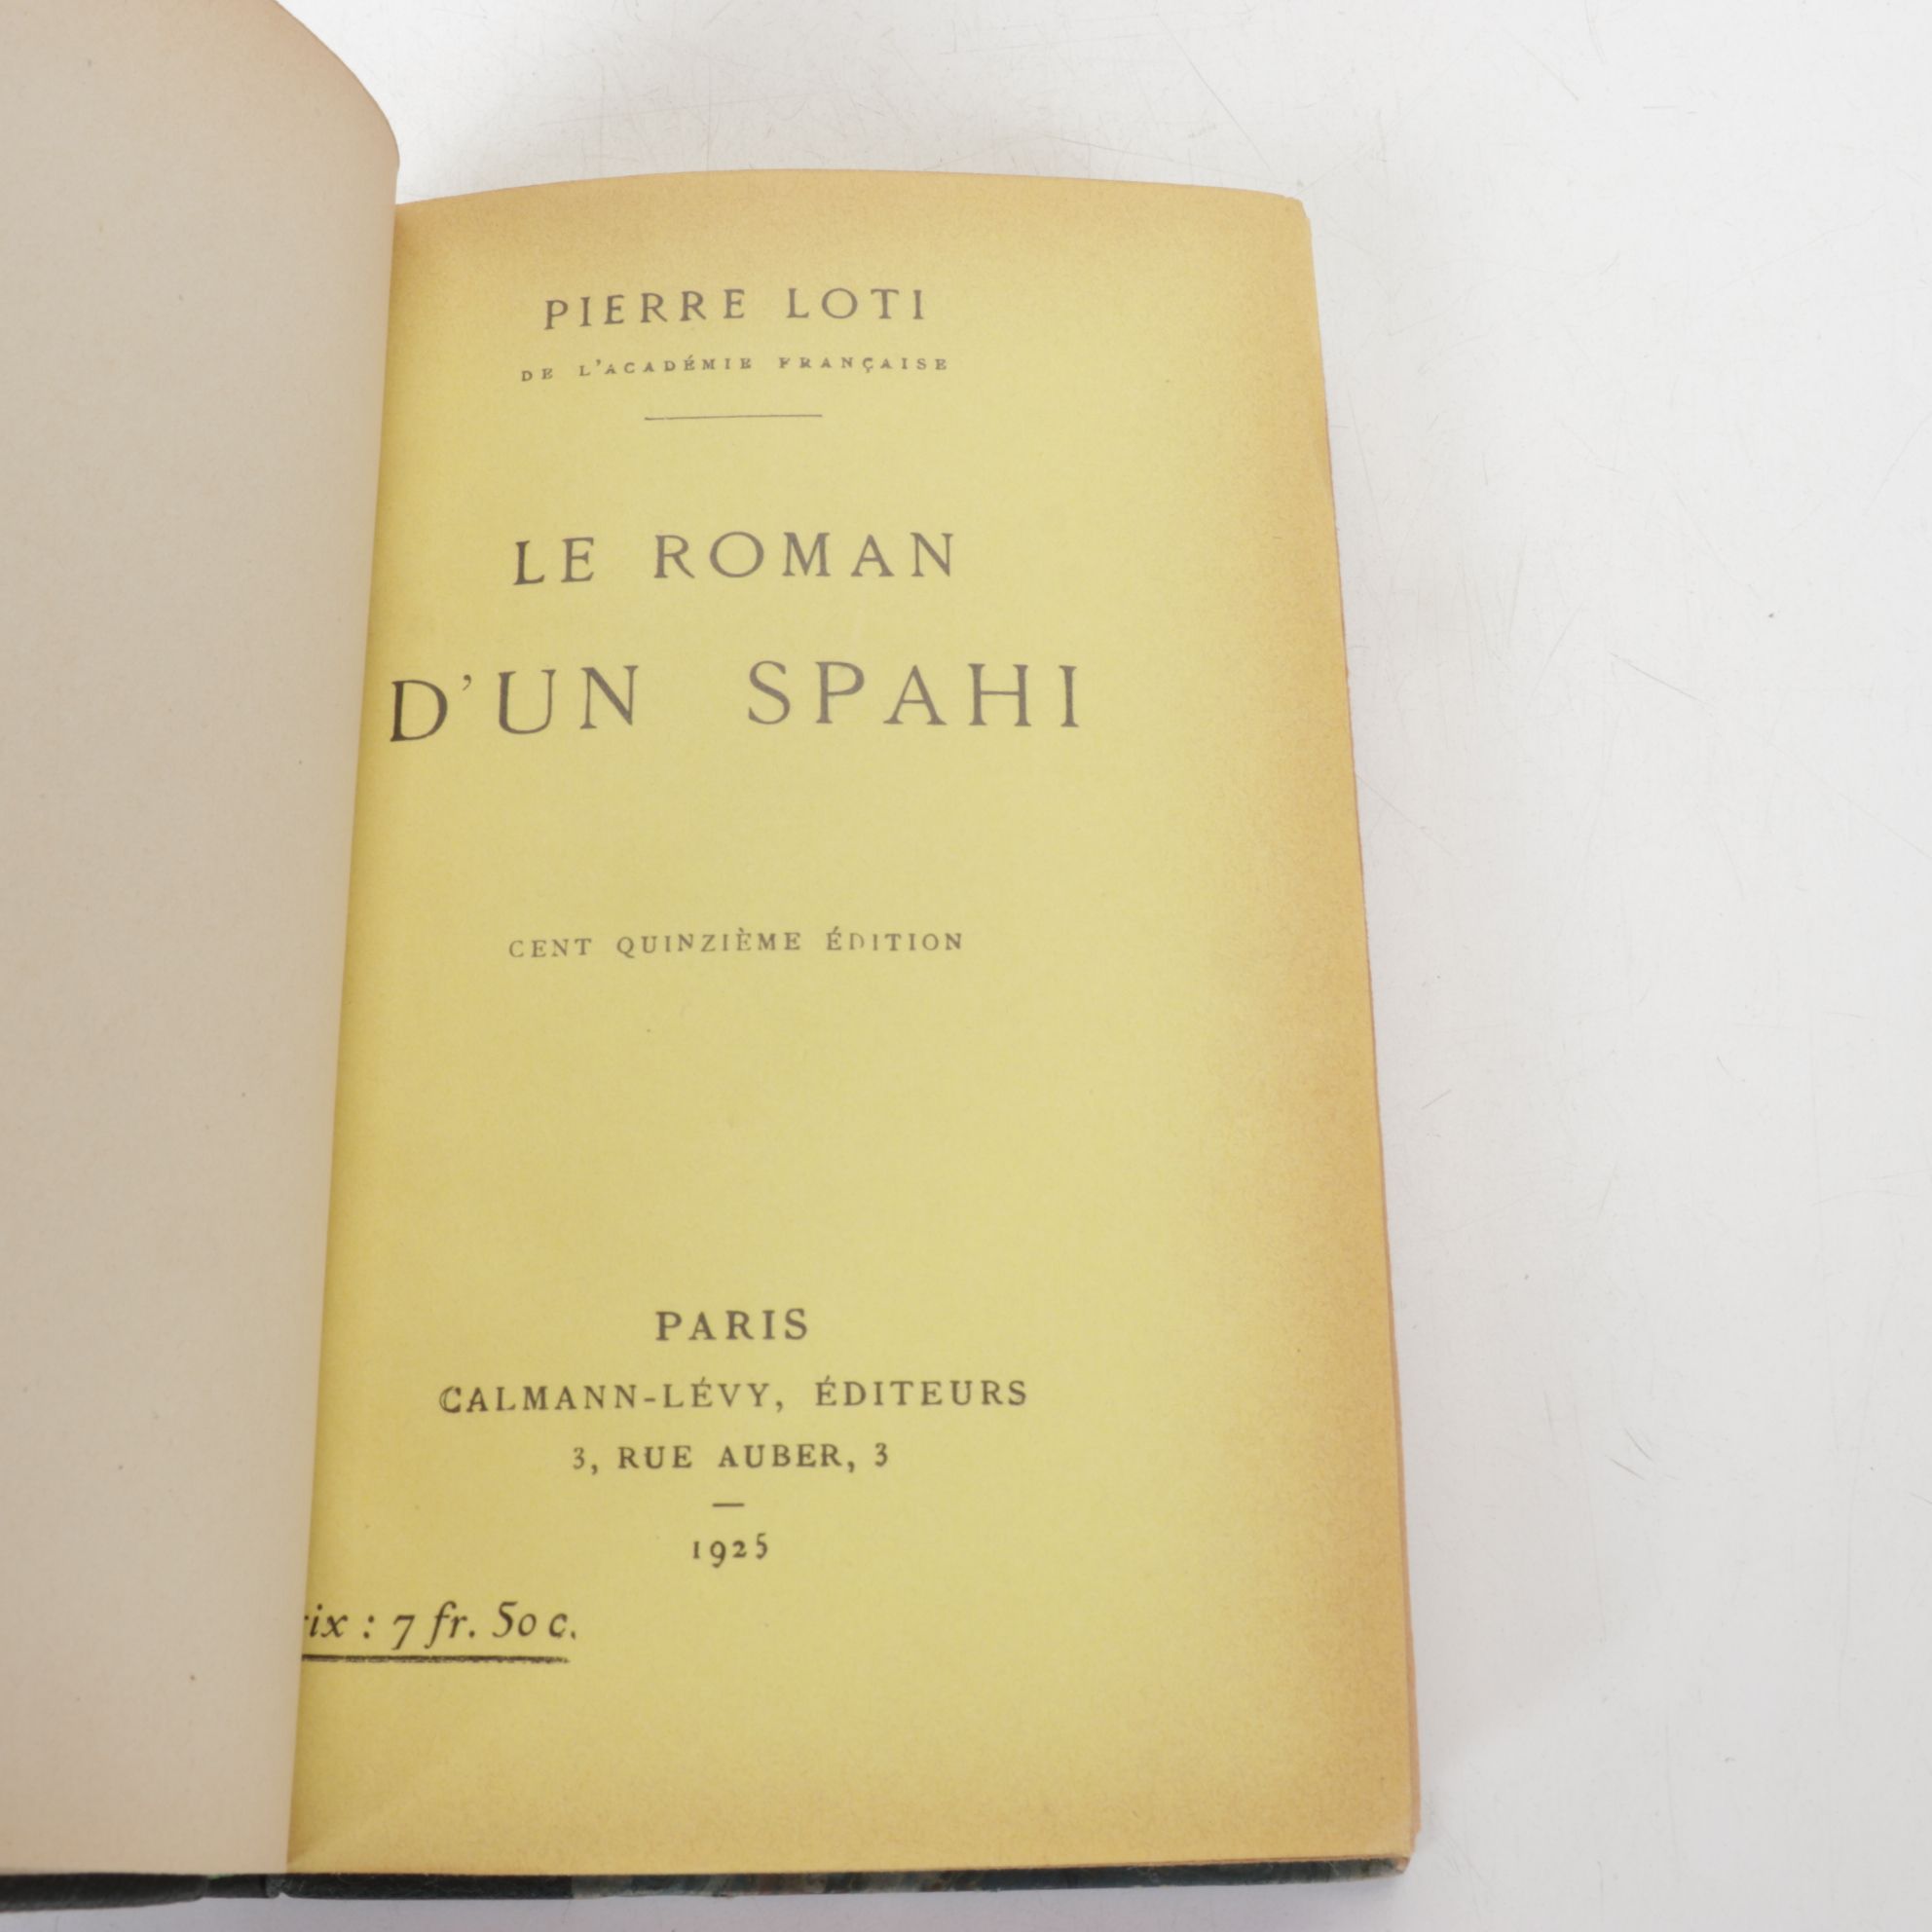 PIERRE LOTI
DE L'ACADÉMIE FRANÇAISE
LE ROMAN
D'UN SPAHI
CENT QUINZIÈME ÉDITION
PARIS
CALMANN-LÉVY, ÉDITEURS
3, RUE AUBER, 3
1925
rix : 7 fr. 50 c.